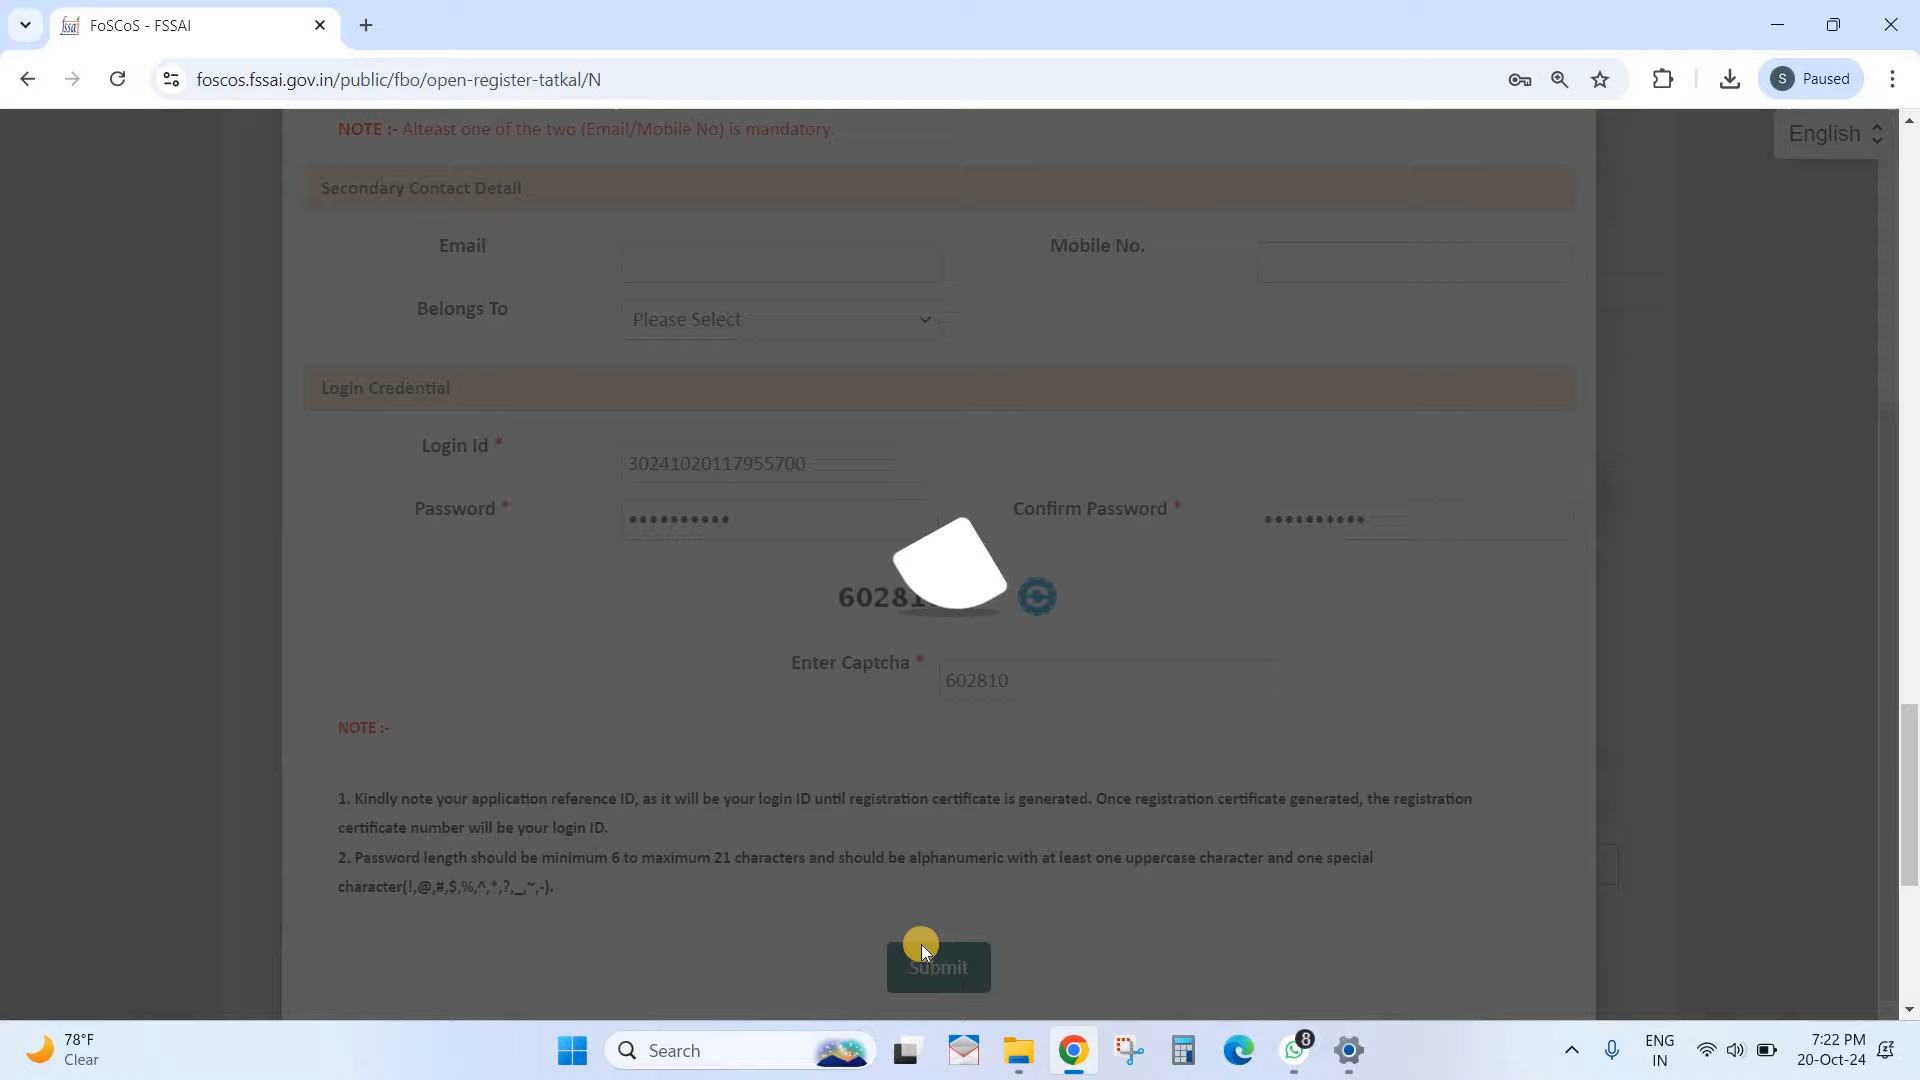 FoSCoS - FSSAI
foscos.fssai.gov.in/public/fbo/open-register-tatkal/N
S Paused
NOTE :- Alteast one of the two (Email/Mobile No) is mandatory.
English
Secondary Contact Detail
Email
Mobile No.
Belongs To
Please Select
Login Credential
Login Id *
30241020117955700
Password *
••••••••••
Confirm Password *
••••••••••
Enter Captcha *
602810
NOTE :-
1. Kindly note your application reference ID, as it will be your login ID until registration certificate is generated. Once registration certificate generated, the registration
certificate number will be your login ID.
2. Password length should be minimum 6 to maximum 21 characters and should be alphanumeric with at least one uppercase character and one special
character(!,@,#,$,%,^,*,?,_,~,-).
Submit
78°F
Clear
Search
8
ENG
IN
7:22 PM
20-Oct-24